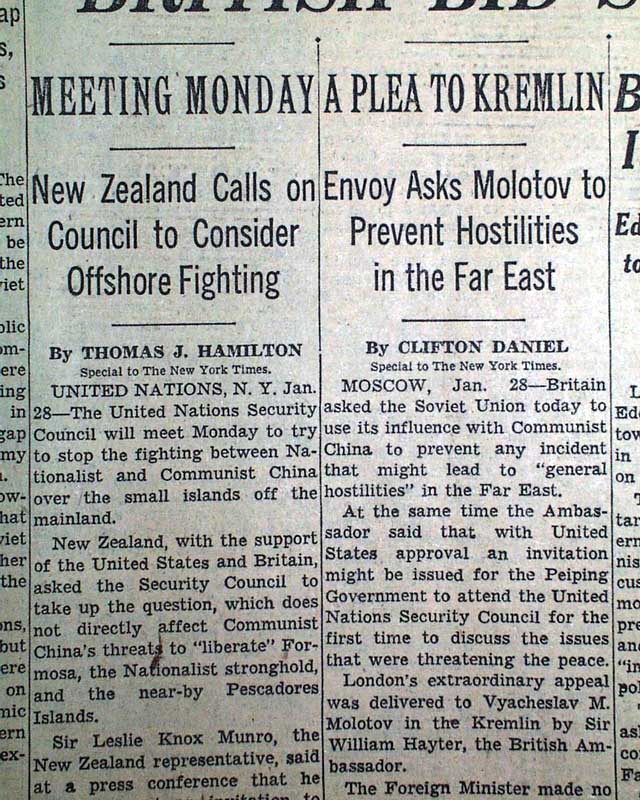 BRITISH BID
MEETING MONDAY
New Zealand Calls on
Council to Consider
Offshore Fighting
By THOMAS J. HAMILTON
Special to The New York Times.
UNITED NATIONS, N. Y. Jan.
28—The United Nations Security
Council will meet Monday to try
to stop the fighting between Na-
tionalist and Communist China
over the small islands off the
mainland.
New Zealand, with the support
of the United States and Britain,
asked the Security Council to
take up the question, which does
not directly affect Communist
China's threats to "liberate" For-
mosa, the Nationalist stronghold,
and the near-by Pescadores
Islands.
Sir Leslie Knox Munro, the
New Zealand representative, said
at a press conference that he
invitation to
A PLEA TO KREMLIN
Envoy Asks Molotov to
Prevent Hostilities
in the Far East
By CLIFTON DANIEL
Special to The New York Times.
MOSCOW, Jan. 28—Britain
asked the Soviet Union today to
use its influence with Communist
China to prevent any incident
that might lead to "general
hostilities" in the Far East.
At the same time the Ambas-
sador said that with United
States approval an invitation
might be issued for the Peiping
Government to attend the United
Nations Security Council for the
first time to discuss the issues
that were threatening the peace.
London's extraordinary appeal
was delivered to Vyacheslav M.
Molotov in the Kremlin by Sir
William Hayter, the British Am-
bassador.
The Foreign Minister made no